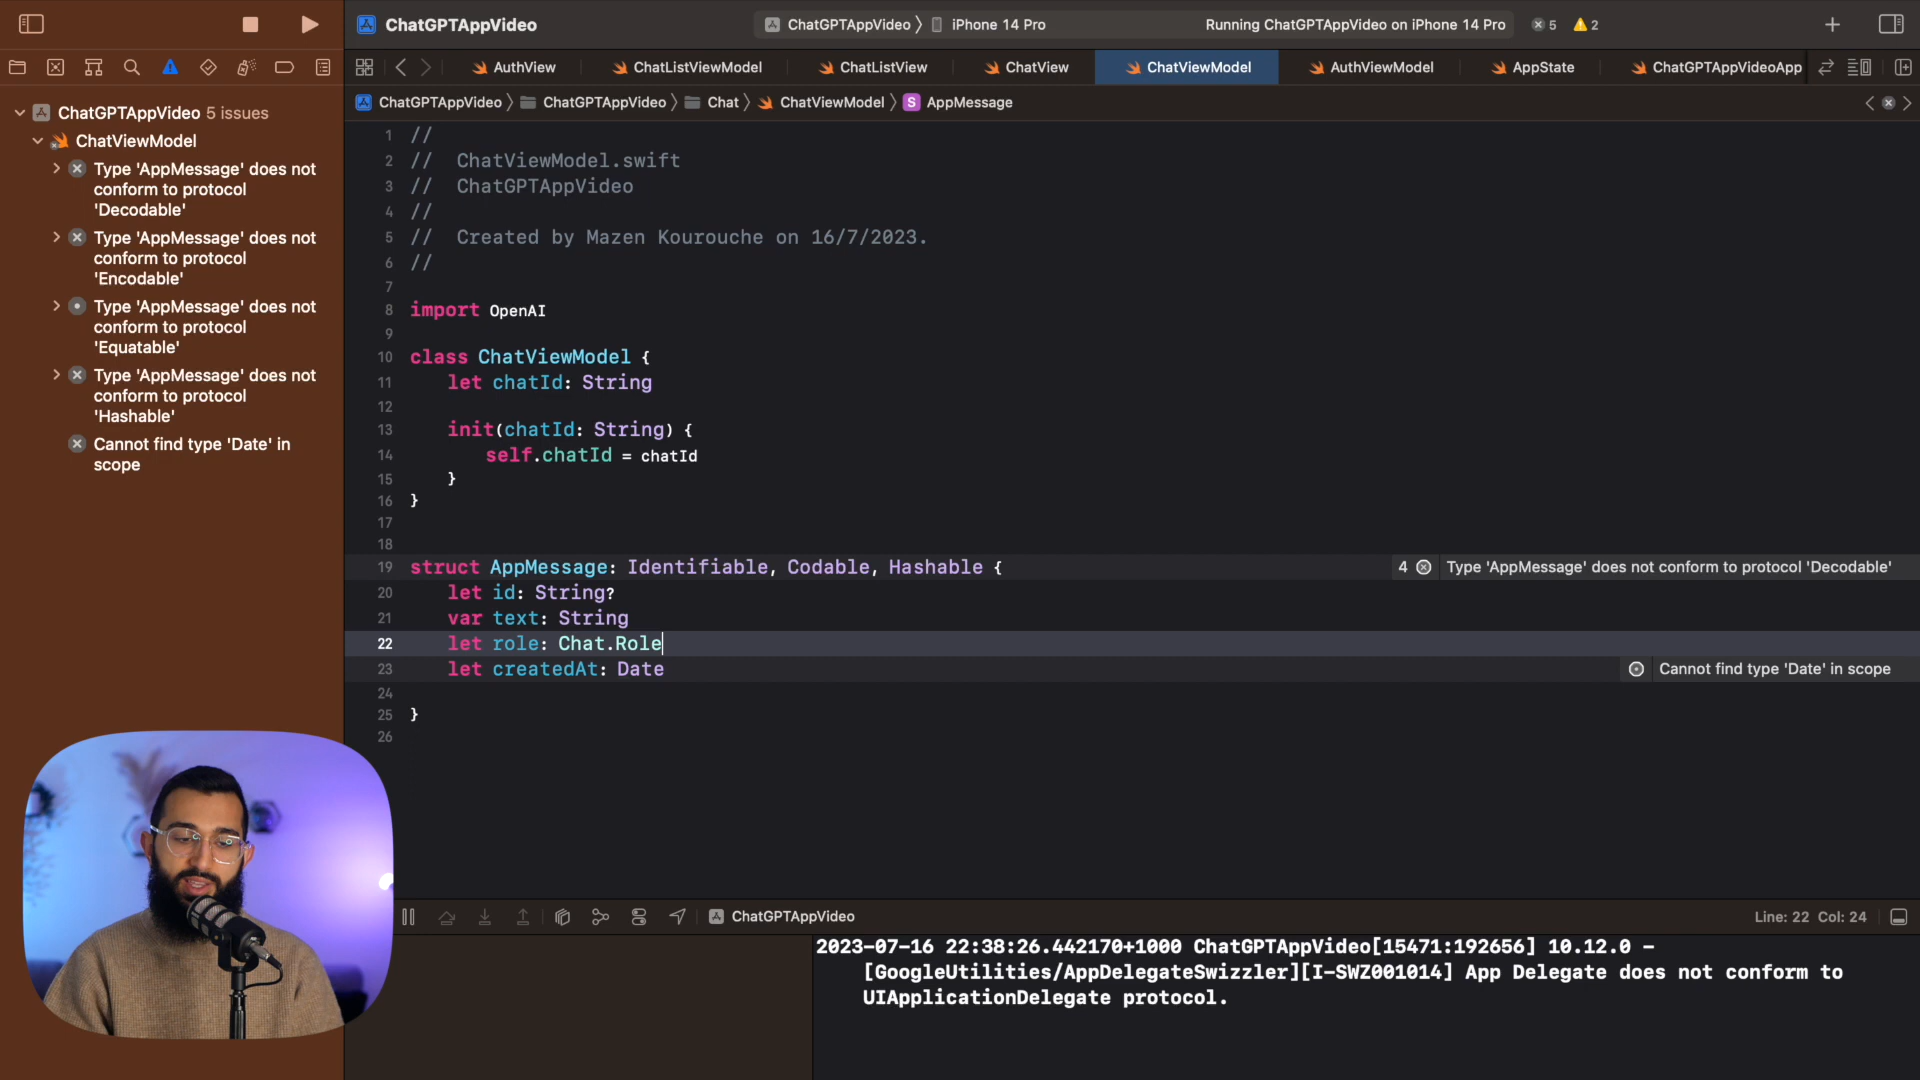 ChatGPTAppVideo
ChatGPTAppVideo 〉 iPhone 14 Pro
Running ChatGPTAppVideo on iPhone 14 Pro
5
2
AuthView
ChatListViewModel
ChatListView
ChatView
ChatViewModel
AuthViewModel
AppState
ChatGPTAppVideoApp
ChatGPTAppVideo 〉 ChatGPTAppVideo 〉 Chat 〉 ChatViewModel 〉 S AppMessage
ChatGPTAppVideo 5 issues
ChatViewModel
Type 'AppMessage' does not
conform to protocol
'Decodable'
Type 'AppMessage' does not
conform to protocol
'Encodable'
Type 'AppMessage' does not
conform to protocol
'Equatable'
Type 'AppMessage' does not
conform to protocol
'Hashable'
Cannot find type 'Date' in
scope
1 //
2 //  ChatViewModel.swift
3 //  ChatGPTAppVideo
4 //
5 //  Created by Mazen Kourouche on 16/7/2023.
6 //
7
8 import OpenAI
9
10 class ChatViewModel {
11     let chatId: String
12
13     init(chatId: String) {
14         self.chatId = chatId
15     }
16 }
17
18
19 struct AppMessage: Identifiable, Codable, Hashable {
4 Type 'AppMessage' does not conform to protocol 'Decodable'
20     let id: String?
21     var text: String
22     let role: Chat.Role
23     let createdAt: Date
Cannot find type 'Date' in scope
24
25 }
26
ChatGPTAppVideo
Line: 22 Col: 24
2023-07-16 22:38:26.442170+1000 ChatGPTAppVideo[15471:192656] 10.12.0 -
[GoogleUtilities/AppDelegateSwizzler][I-SWZ001014] App Delegate does not conform to
UIApplicationDelegate protocol.